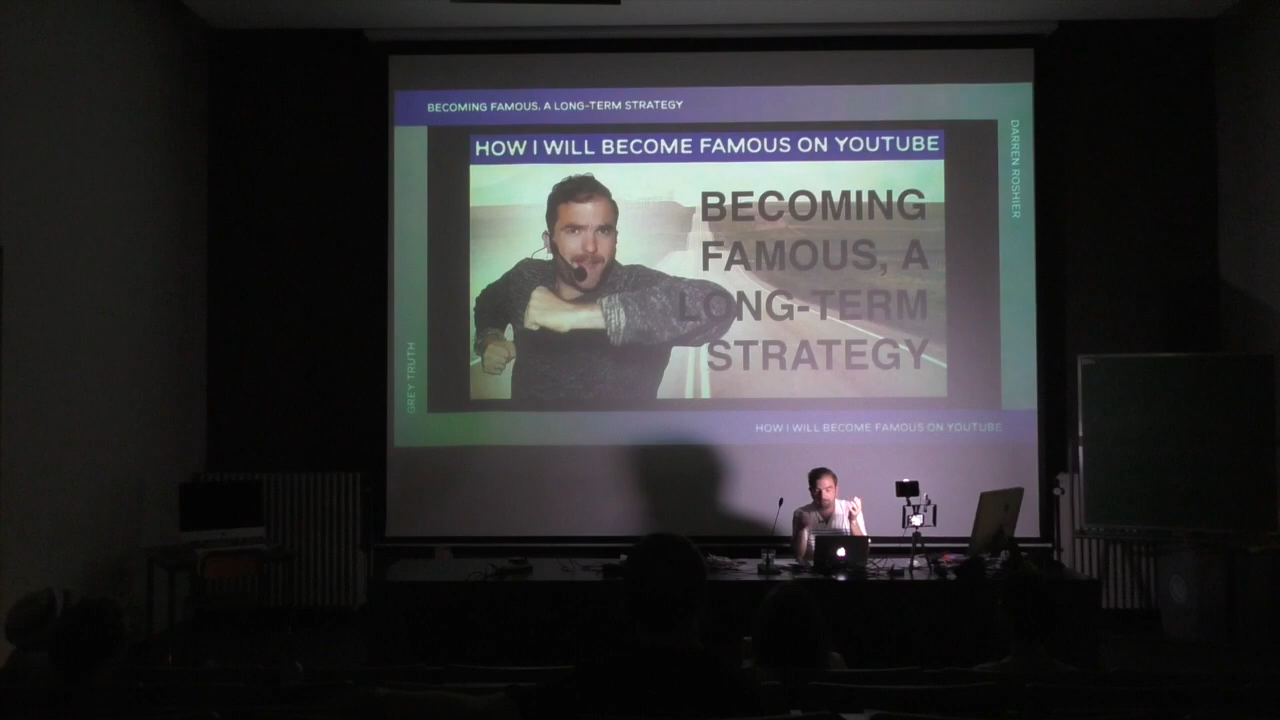 BECOMING FAMOUS. A LONG-TERM STRATEGY
HOW I WILL BECOME FAMOUS ON YOUTUBE
BECOMING
FAMOUS, A
LONG-TERM
STRATEGY
DARREN ROSHIER
GREY TRUTH
HOW I WILL BECOME FAMOUS ON YOUTUBE